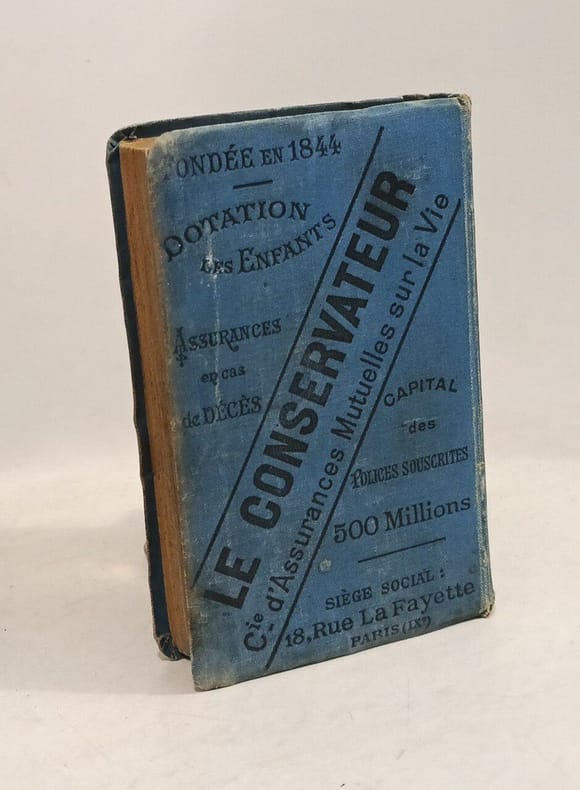 FONDÉE EN 1844
DOTATION
DES ENFANTS
ASSURANCES
en cas
de DÉCÈS
LE CONSERVATEUR
Cie d'Assurances Mutuelles sur la Vie
CAPITAL
des
POLICES SOUSCRITES
500 Millions
SIÈGE SOCIAL :
18, Rue La Fayette
PARIS (IXe)